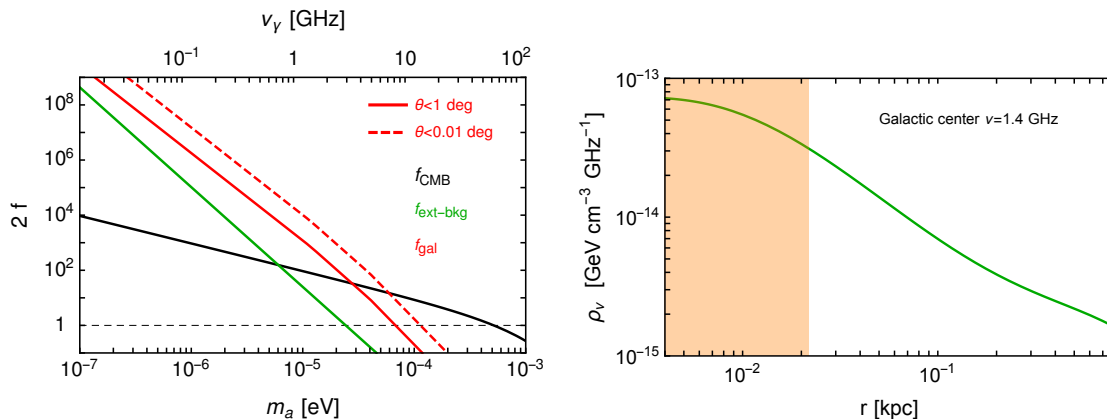 ν_γ [GHz]
10^-1 1 10 10^2
10^8
10^6
10^4
10^2
1
2 f
θ<1 deg
θ<0.01 deg
f_CMB
f_ext-bkg
f_gal
10^-7 10^-6 10^-5 10^-4 10^-3
m_a [eV]
10^-13
10^-14
10^-15
ρ_ν [GeV cm^-3 GHz^-1]
Galactic center ν=1.4 GHz
10^-2 10^-1
r [kpc]